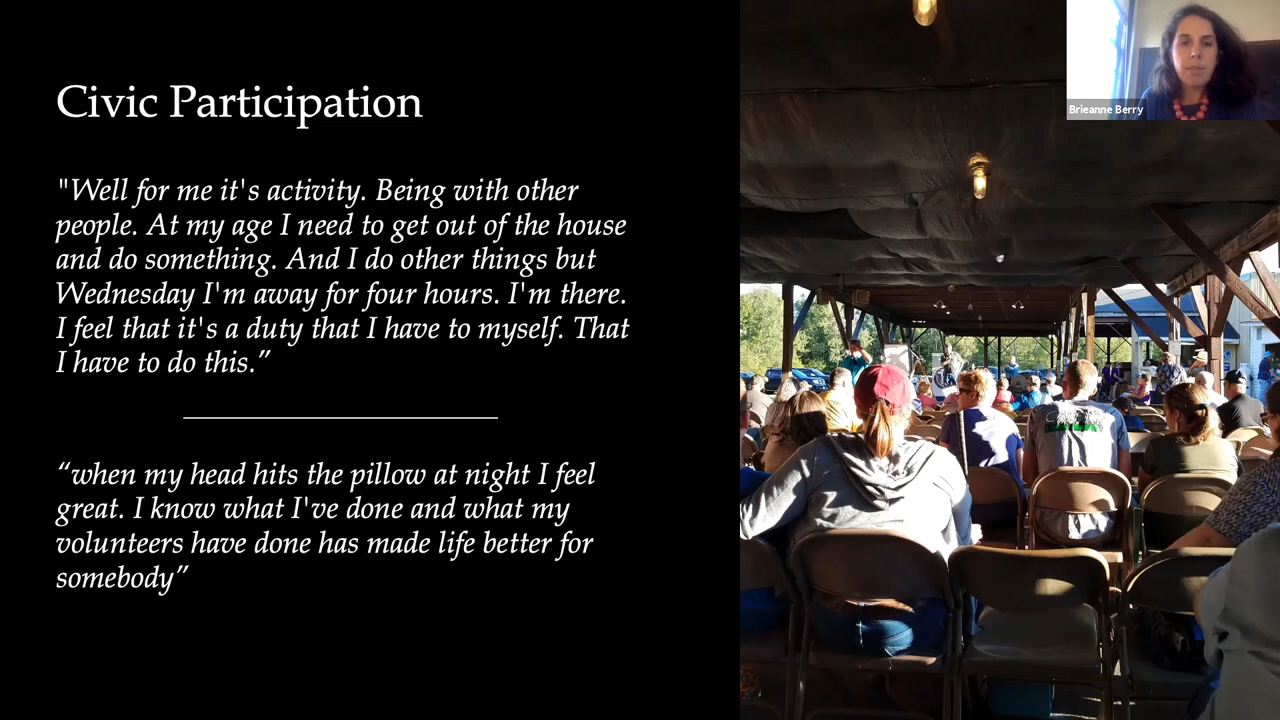 Civic Participation
"Well for me it's activity. Being with other
people. At my age I need to get out of the house
and do something. And I do other things but
Wednesday I'm away for four hours. I'm there.
I feel that it's a duty that I have to myself. That
I have to do this.”
“when my head hits the pillow at night I feel
great. I know what I've done and what my
volunteers have done has made life better for
somebody”
Brieanne Berry